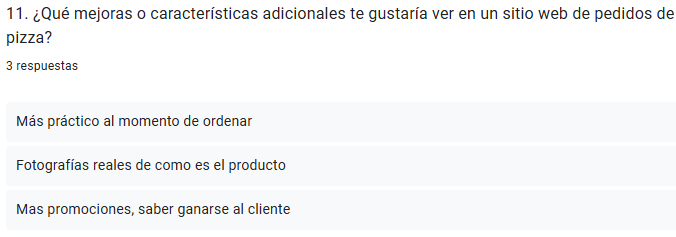 11. ¿Qué mejoras o características adicionales te gustaría ver en un sitio web de pedidos de
pizza?
3 respuestas
Más práctico al momento de ordenar
Fotografías reales de como es el producto
Mas promociones, saber ganarse al cliente